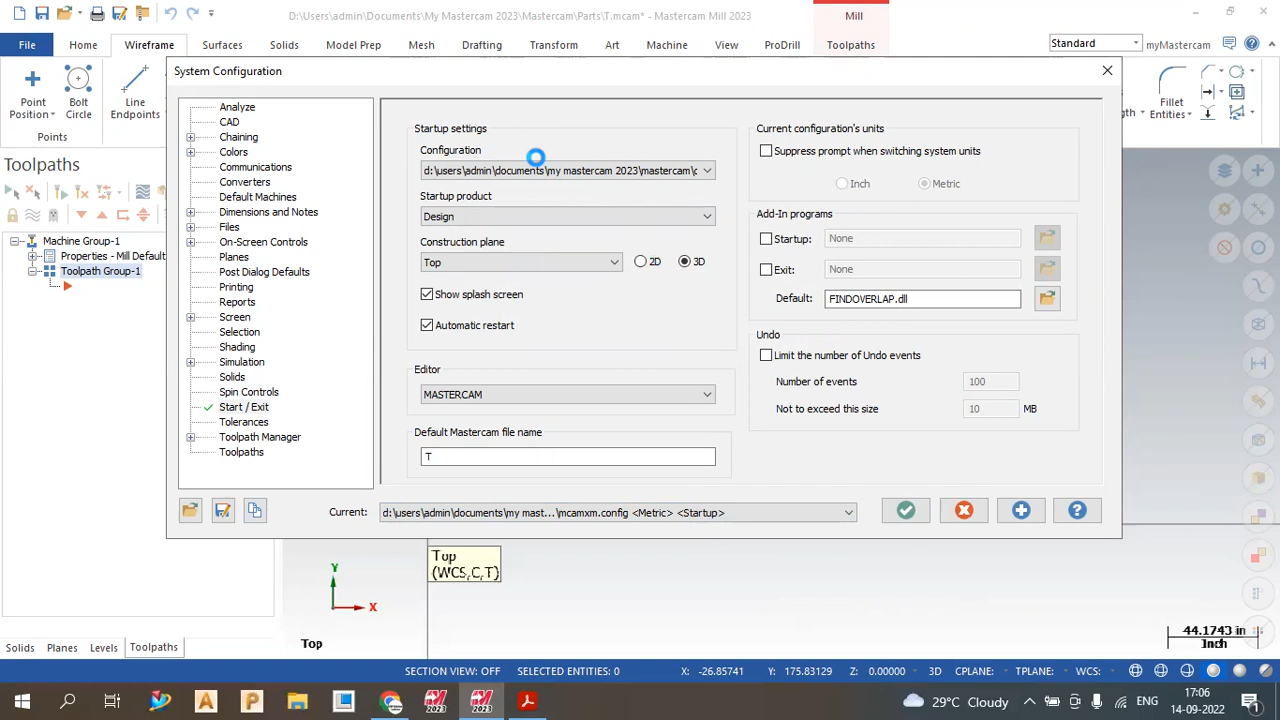 D:\Users\admin\Documents\My Mastercam 2023\Mastercam\Parts\T.mcam* - Mastercam Mill 2023
Mill
File Home Wireframe Surfaces Solids Model Prep Mesh Drafting Transform Art Machine View ProDrill Toolpaths Standard myMastercam
Point Position
Bolt Circle
Line Endpoints
Fillet Entities
Points
System Configuration
Toolpaths
Machine Group-1
Properties - Mill Default
Toolpath Group-1
Analyze
CAD
Chaining
Colors
Communications
Converters
Default Machines
Dimensions and Notes
Files
On-Screen Controls
Planes
Post Dialog Defaults
Printing
Reports
Screen
Selection
Shading
Simulation
Solids
Spin Controls
Start / Exit
Tolerances
Toolpath Manager
Toolpaths
Startup settings
Configuration
d:\users\admin\documents\my mastercam 2023\mastercam\c
Startup product
Design
Construction plane
Top 2D 3D
Show splash screen
Automatic restart
Editor
MASTERCAM
Default Mastercam file name
T
Current configuration's units
Suppress prompt when switching system units
Inch Metric
Add-In programs
Startup: None
Exit: None
Default: FINDOVERLAP.dll
Undo
Limit the number of Undo events
Number of events 100
Not to exceed this size 10 MB
Current: d:\users\admin\documents\my mast...\mcamxm.config <Metric> <Startup>
Top
(WCS,C,T)
Y
X
Top
44.1743 in
Inch
Solids Planes Levels Toolpaths
SECTION VIEW: OFF SELECTED ENTITIES: 0 X: -26.85741 Y: 175.83129 Z: 0.00000 3D CPLANE: TPLANE: WCS:
29°C Cloudy ENG 17:06
14-09-2022